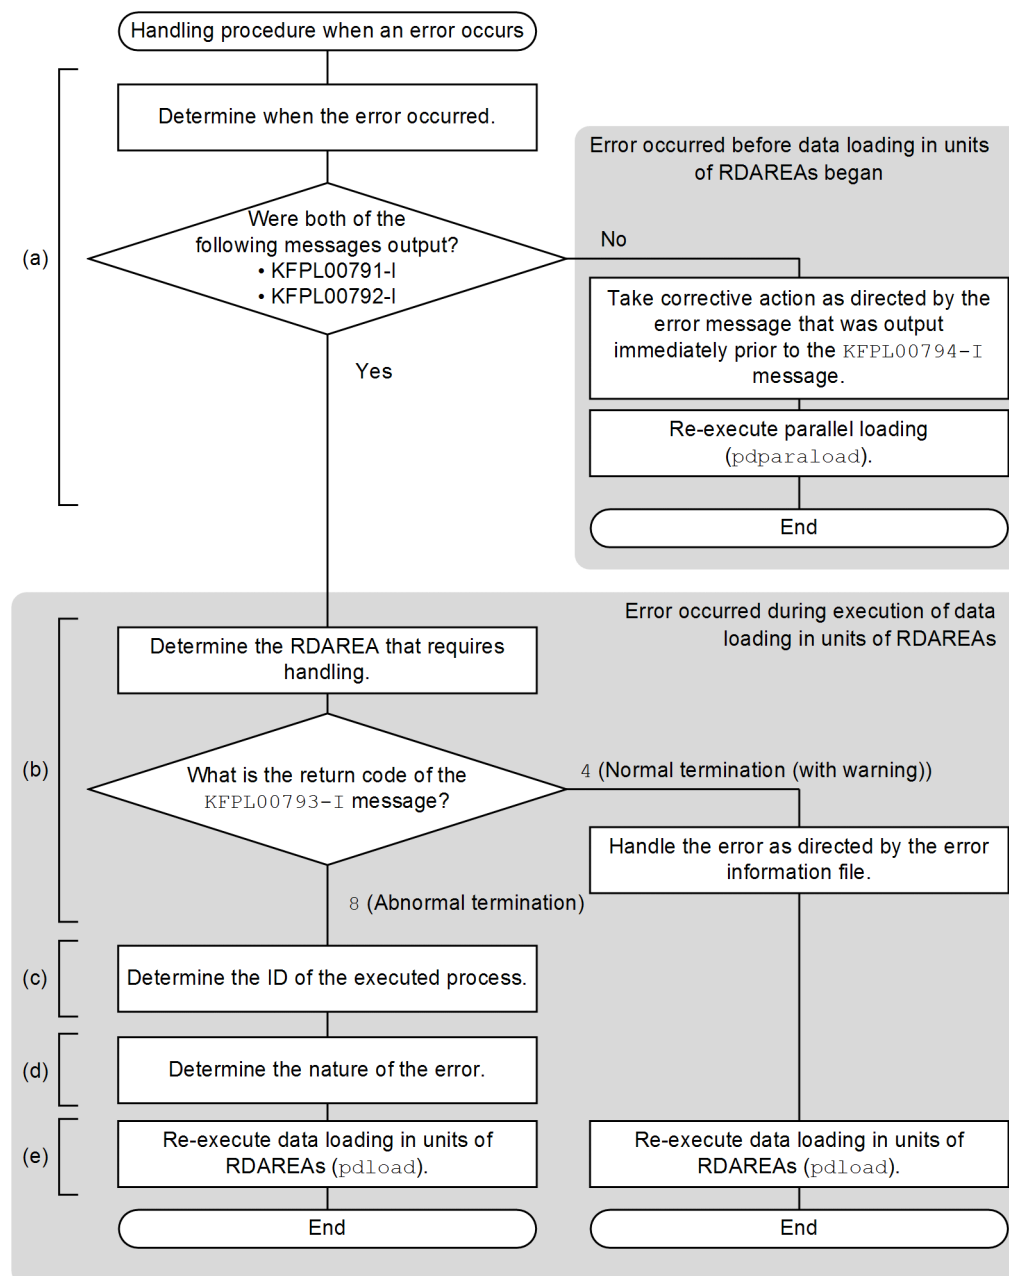 Handling procedure when an error occurs
Determine when the error occurred.
Error occurred before data loading in units
of RDAREAs began
(a)
Were both of the
following messages output?
• KFPL00791-I
• KFPL00792-I
No
Yes
Take corrective action as directed by the
error message that was output
immediately prior to the KFPL00794-I
message.
Re-execute parallel loading
(pdparaload).
End
Error occurred during execution of data
loading in units of RDAREAs
Determine the RDAREA that requires
handling.
(b)
What is the return code of the
KFPL00793-I message?
4 (Normal termination (with warning))
Handle the error as directed by the error
information file.
8 (Abnormal termination)
(c)
Determine the ID of the executed process.
(d)
Determine the nature of the error.
(e)
Re-execute data loading in units of
RDAREAs (pdload).
Re-execute data loading in units of
RDAREAs (pdload).
End
End